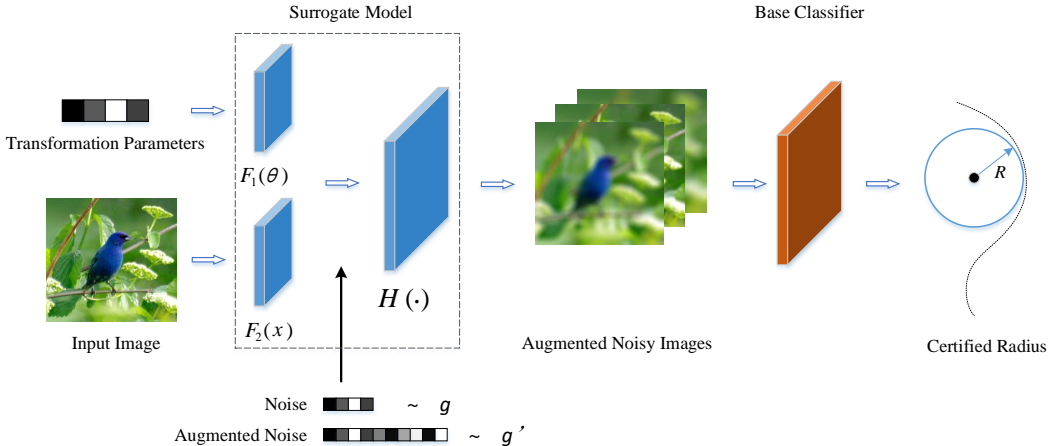 Surrogate Model
Base Classifier
Transformation Parameters
F₁(θ)
R
F₂(x)
H(·)
Input Image
Augmented Noisy Images
Certified Radius
Noise ~ g
Augmented Noise ~ g’